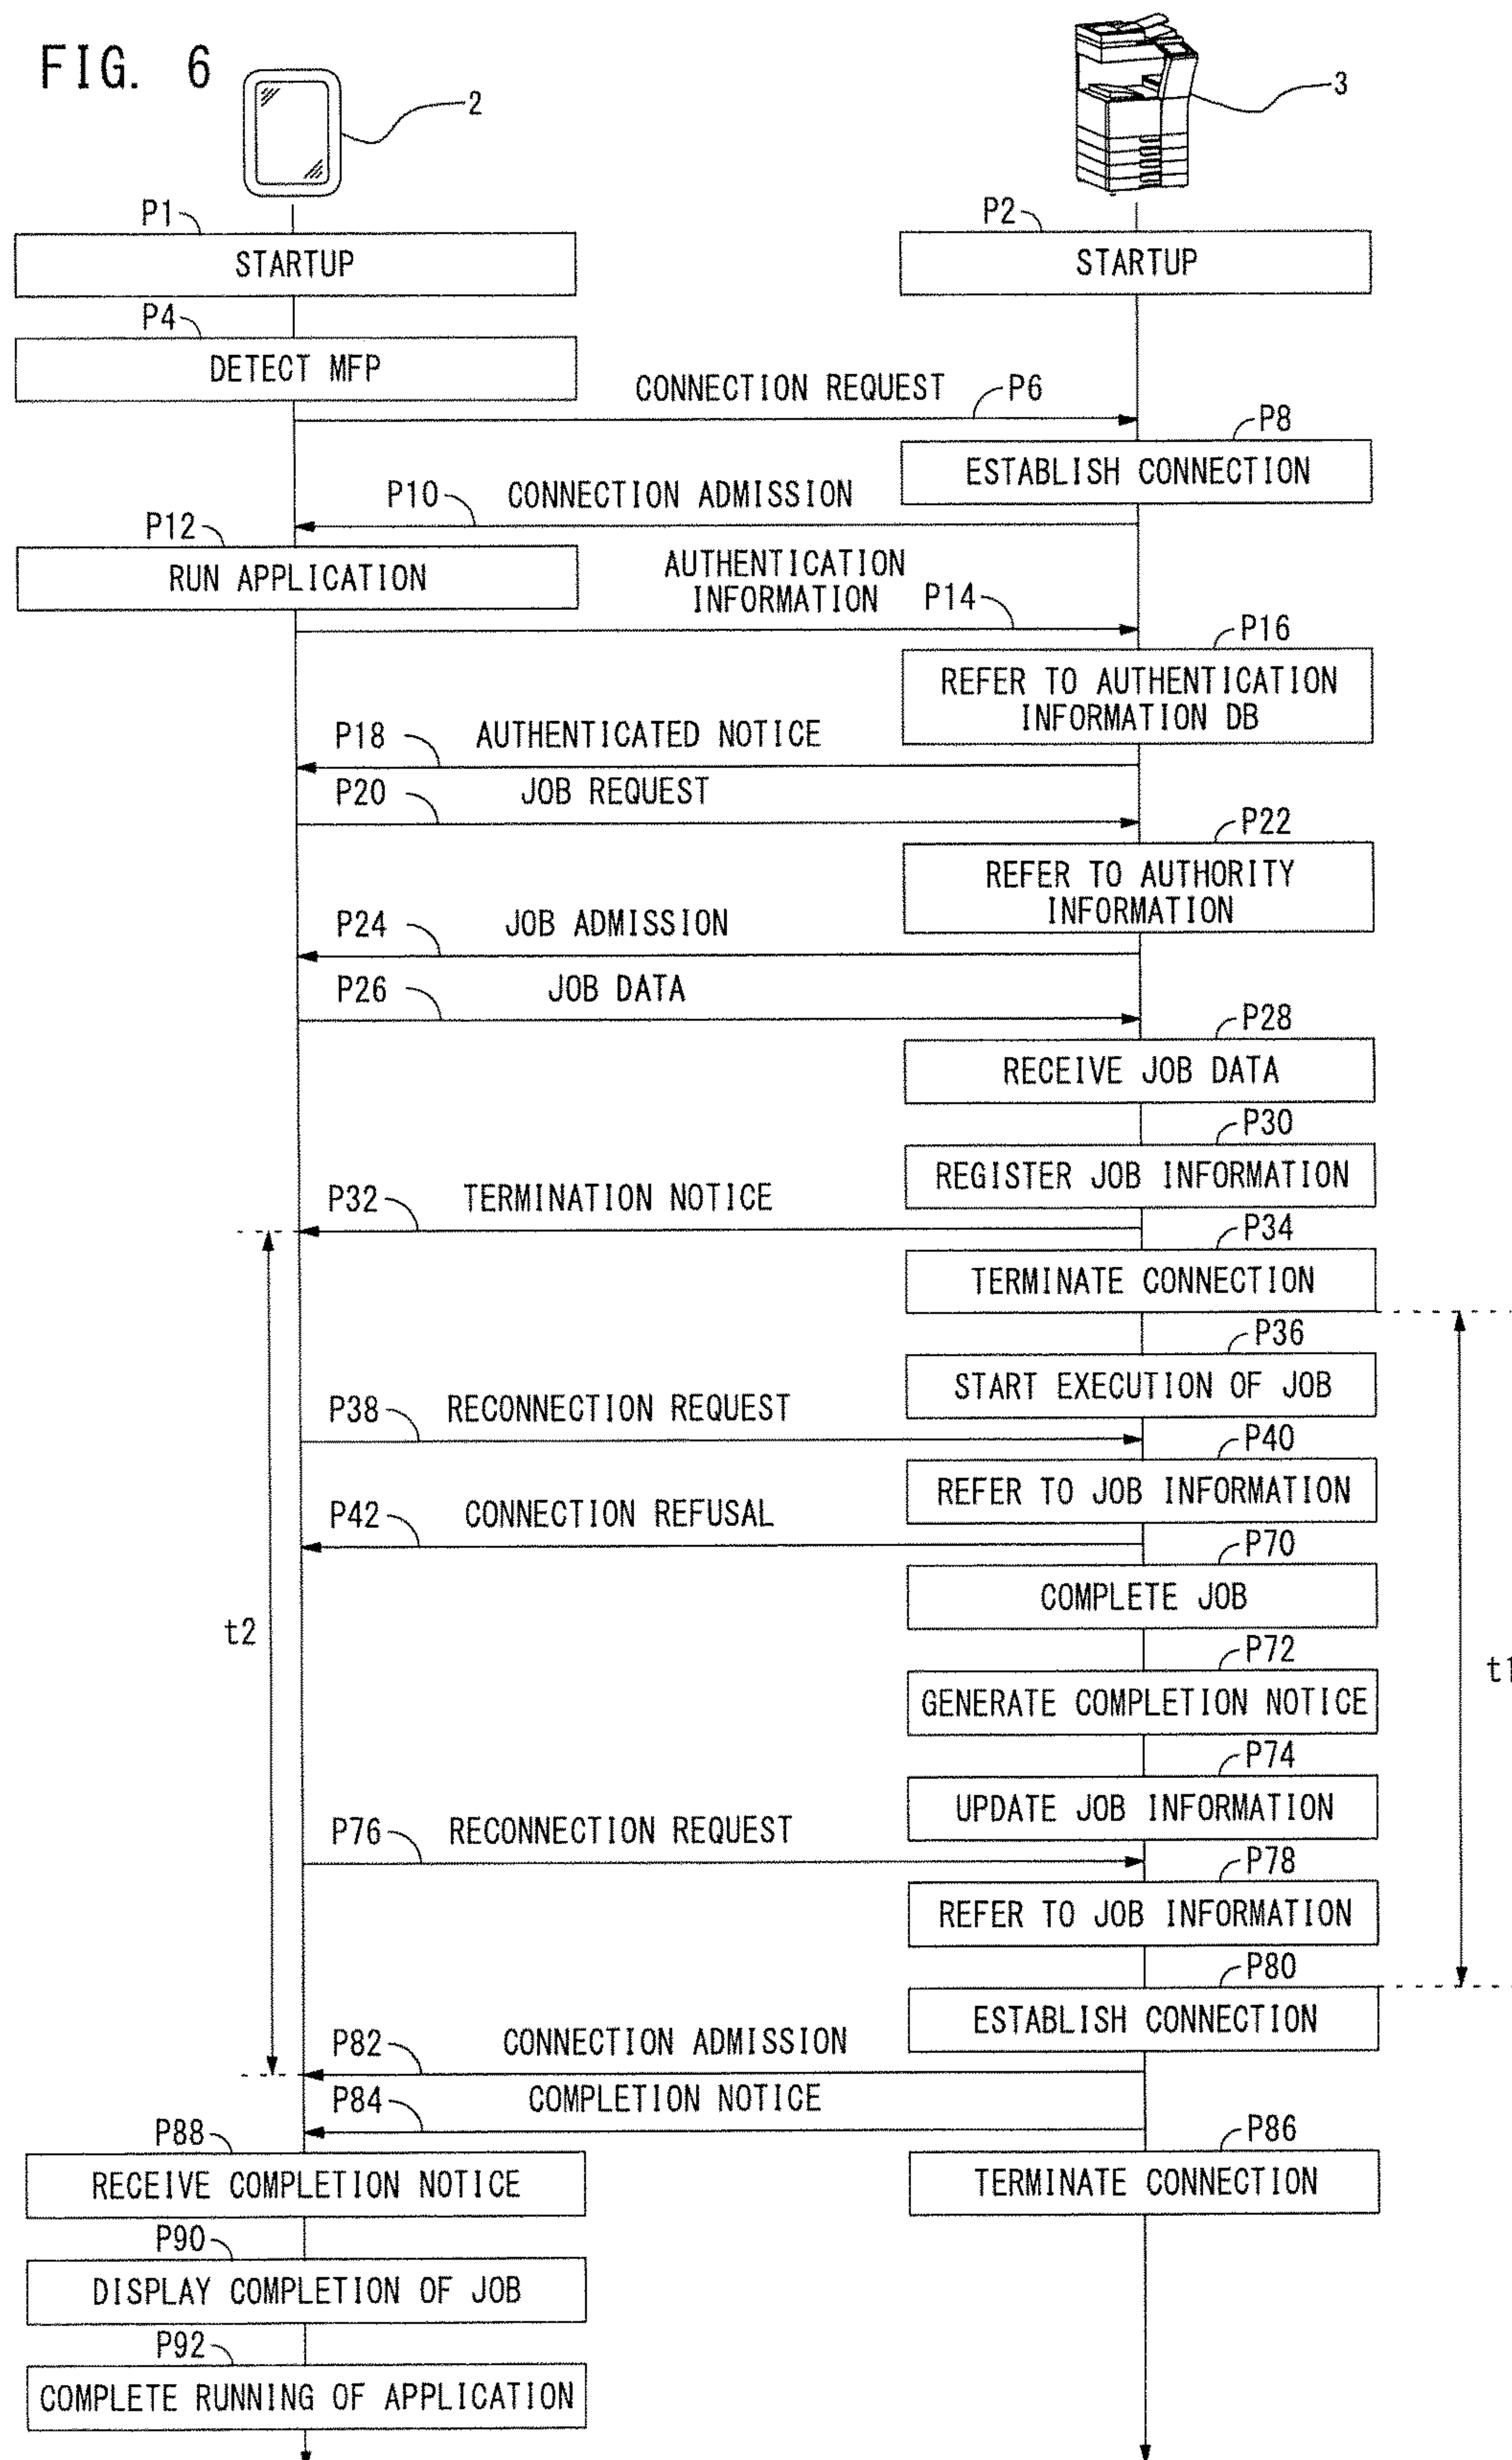 FIG. 6
2
3
P1
STARTUP
P2
STARTUP
P4
DETECT MFP
CONNECTION REQUEST
P6
P8
ESTABLISH CONNECTION
P10
CONNECTION ADMISSION
P12
RUN APPLICATION
AUTHENTICATION
INFORMATION
P14
P16
REFER TO AUTHENTICATION
INFORMATION DB
P18
AUTHENTICATED NOTICE
P20
JOB REQUEST
P22
REFER TO AUTHORITY
INFORMATION
P24
JOB ADMISSION
P26
JOB DATA
P28
RECEIVE JOB DATA
P30
REGISTER JOB INFORMATION
P32
TERMINATION NOTICE
P34
TERMINATE CONNECTION
P36
START EXECUTION OF JOB
P38
RECONNECTION REQUEST
P40
REFER TO JOB INFORMATION
P42
CONNECTION REFUSAL
P70
COMPLETE JOB
t2
P72
GENERATE COMPLETION NOTICE
t1
P74
UPDATE JOB INFORMATION
P76
RECONNECTION REQUEST
P78
REFER TO JOB INFORMATION
P80
ESTABLISH CONNECTION
P82
CONNECTION ADMISSION
P84
COMPLETION NOTICE
P88
RECEIVE COMPLETION NOTICE
P86
TERMINATE CONNECTION
P90
DISPLAY COMPLETION OF JOB
P92
COMPLETE RUNNING OF APPLICATION